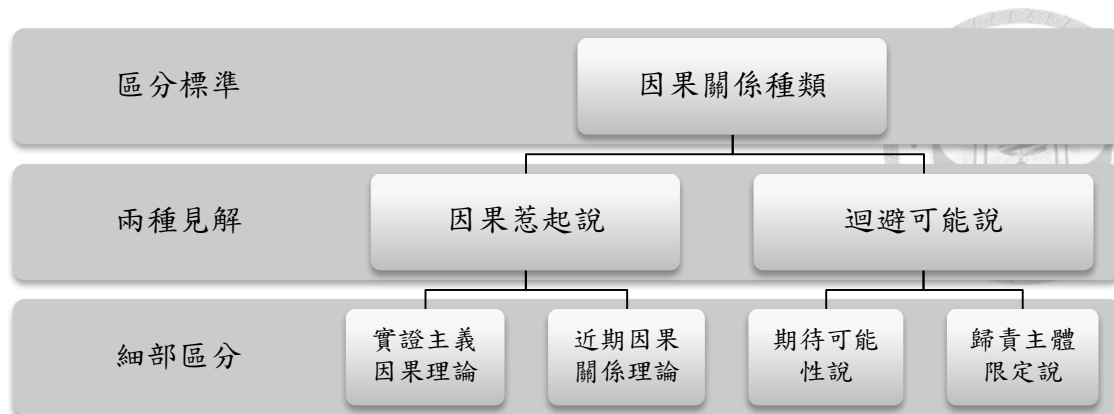 區分標準
因果關係種類
兩種見解
因果惹起說
迴避可能說
細部區分
實證主義
因果理論
近期因果
關係理論
期待可能
性說
歸責主體
限定說